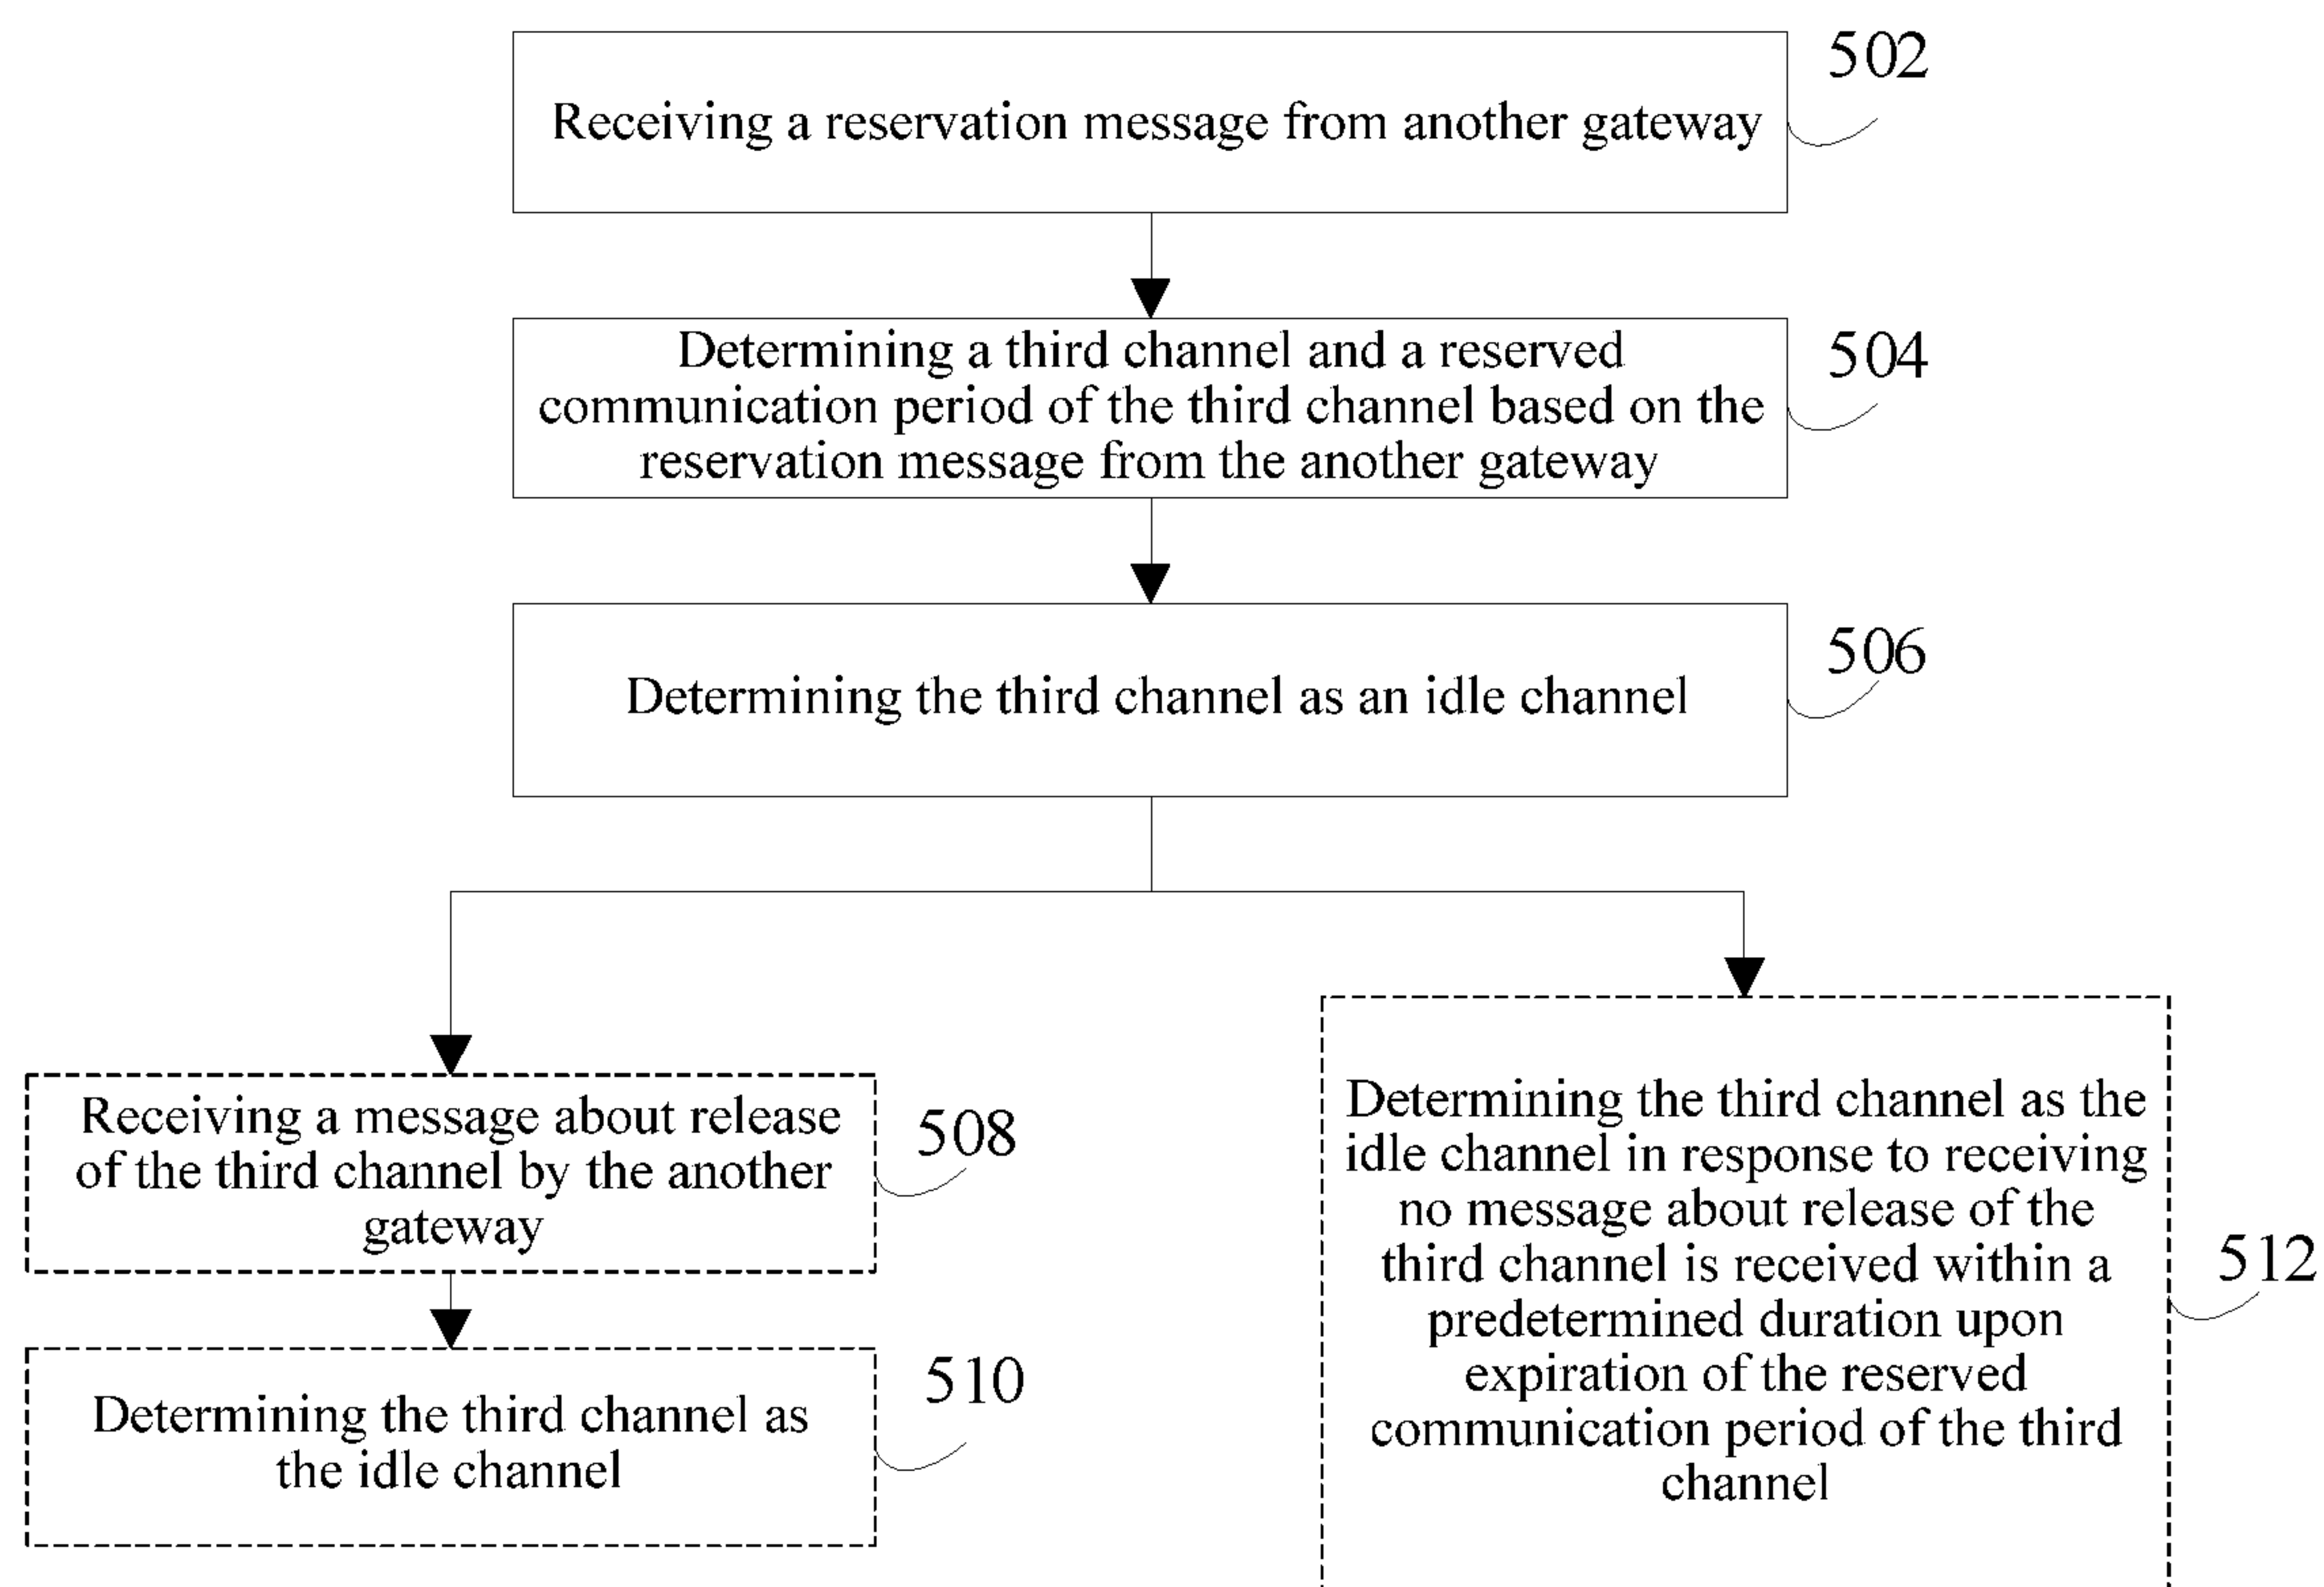 502
Receiving a reservation message from another gateway
504
Determining a third channel and a reserved
communication period of the third channel based on the
reservation message from the another gateway
506
Determining the third channel as an idle channel
Receiving a message about release
of the third channel by the another
gateway
508
Determining the third channel as
the idle channel
510
Determining the third channel as the
idle channel in response to receiving
no message about release of the
third channel is received within a
predetermined duration upon
expiration of the reserved
communication period of the third
channel
512